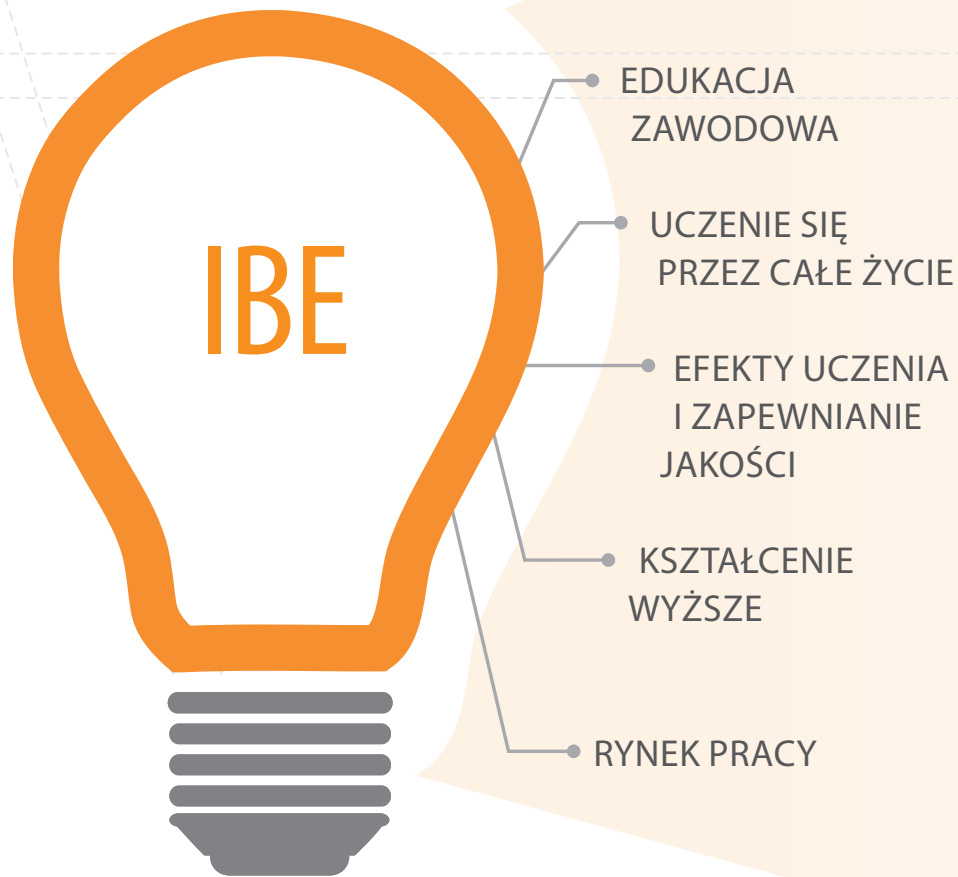 IBE
EDUKACJA
ZAWODOWA
UCZENIE SIĘ
PRZEZ CAŁE ŻYCIE
EFEKTY UCZENIA
I ZAPEWNIANIE
JAKOŚCI
KSZTAŁCENIE
WYŻSZE
RYNEK PRACY